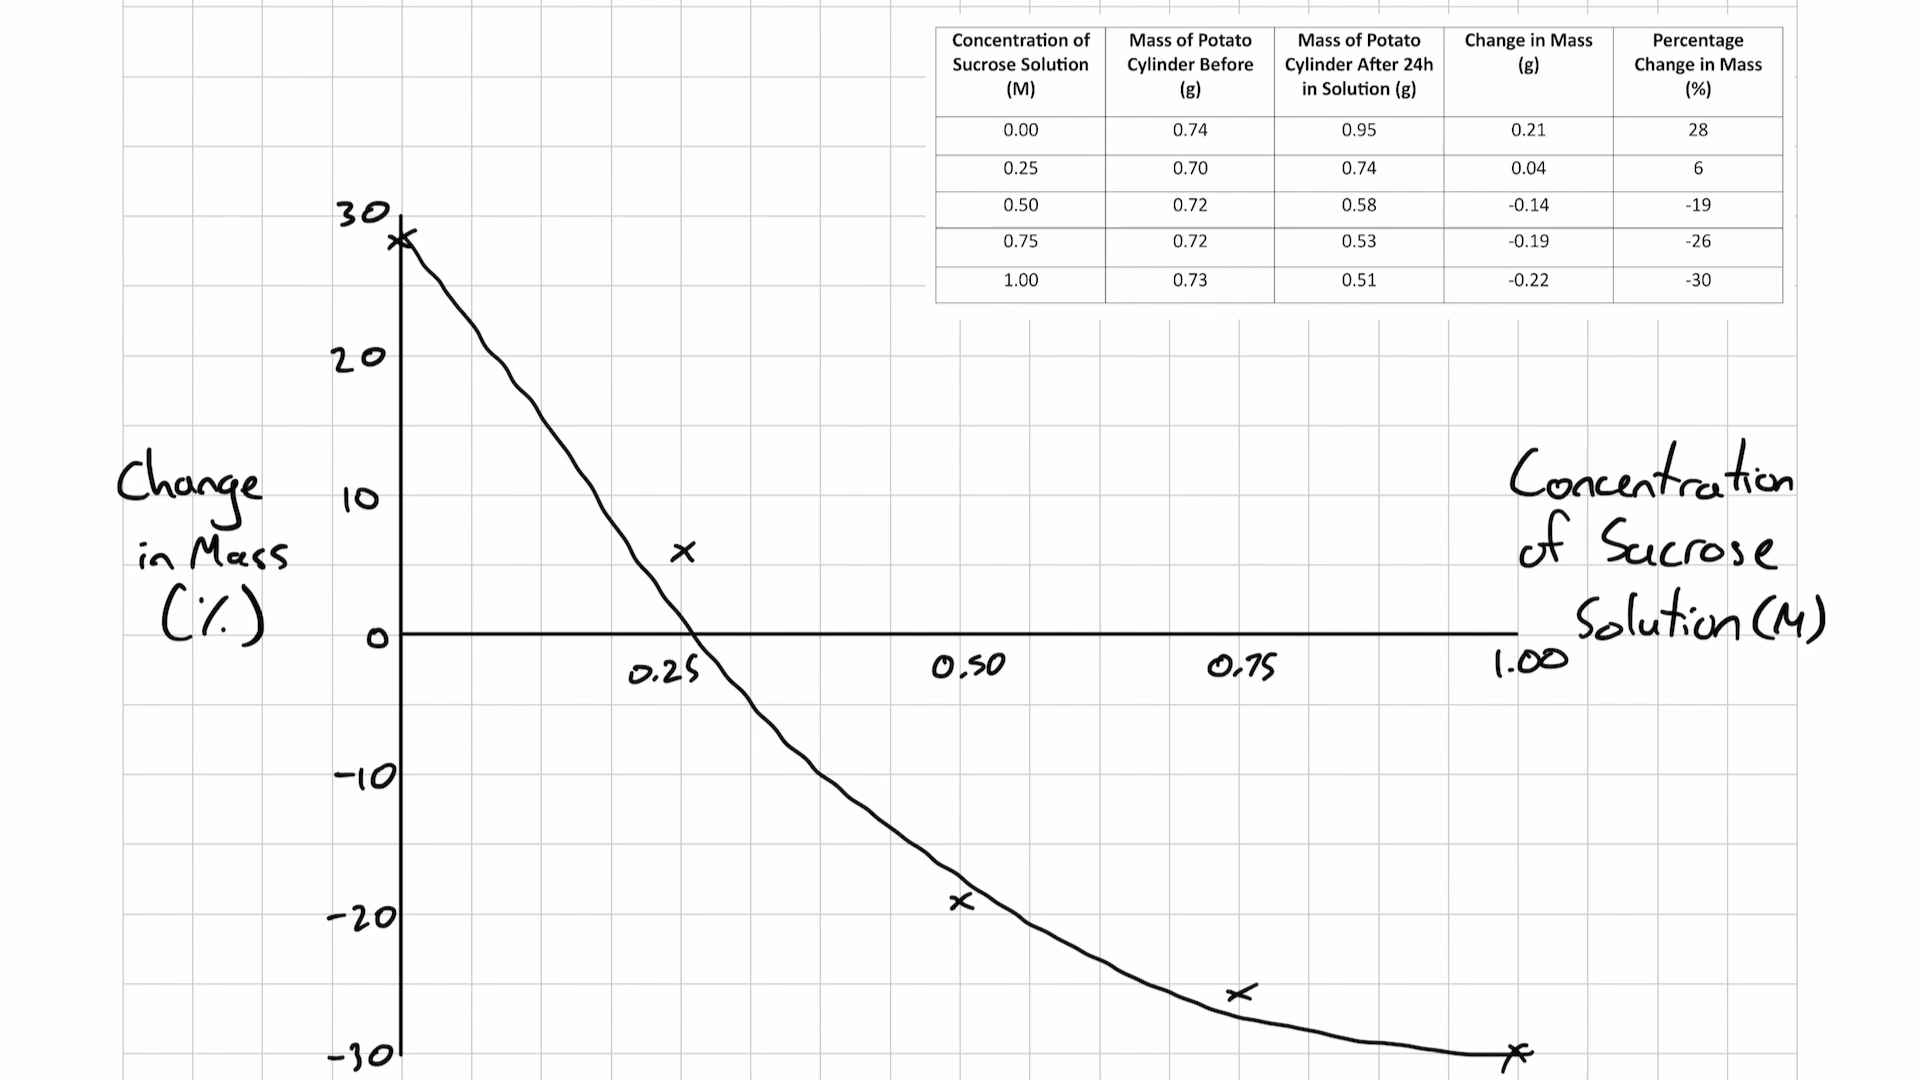 Concentration of Sucrose Solution (M) Mass of Potato Cylinder Before (g) Mass of Potato Cylinder After 24h in Solution (g) Change in Mass (g) Percentage Change in Mass (%)
0.00 0.74 0.95 0.21 28
0.25 0.70 0.74 0.04 6
0.50 0.72 0.58 -0.14 -19
0.75 0.72 0.53 -0.19 -26
1.00 0.73 0.51 -0.22 -30
30
20
10
0
-10
-20
-30
Change
in Mass
(%)
0.25 0.50 0.75 1.00
Concentration
of Sucrose
Solution (M)